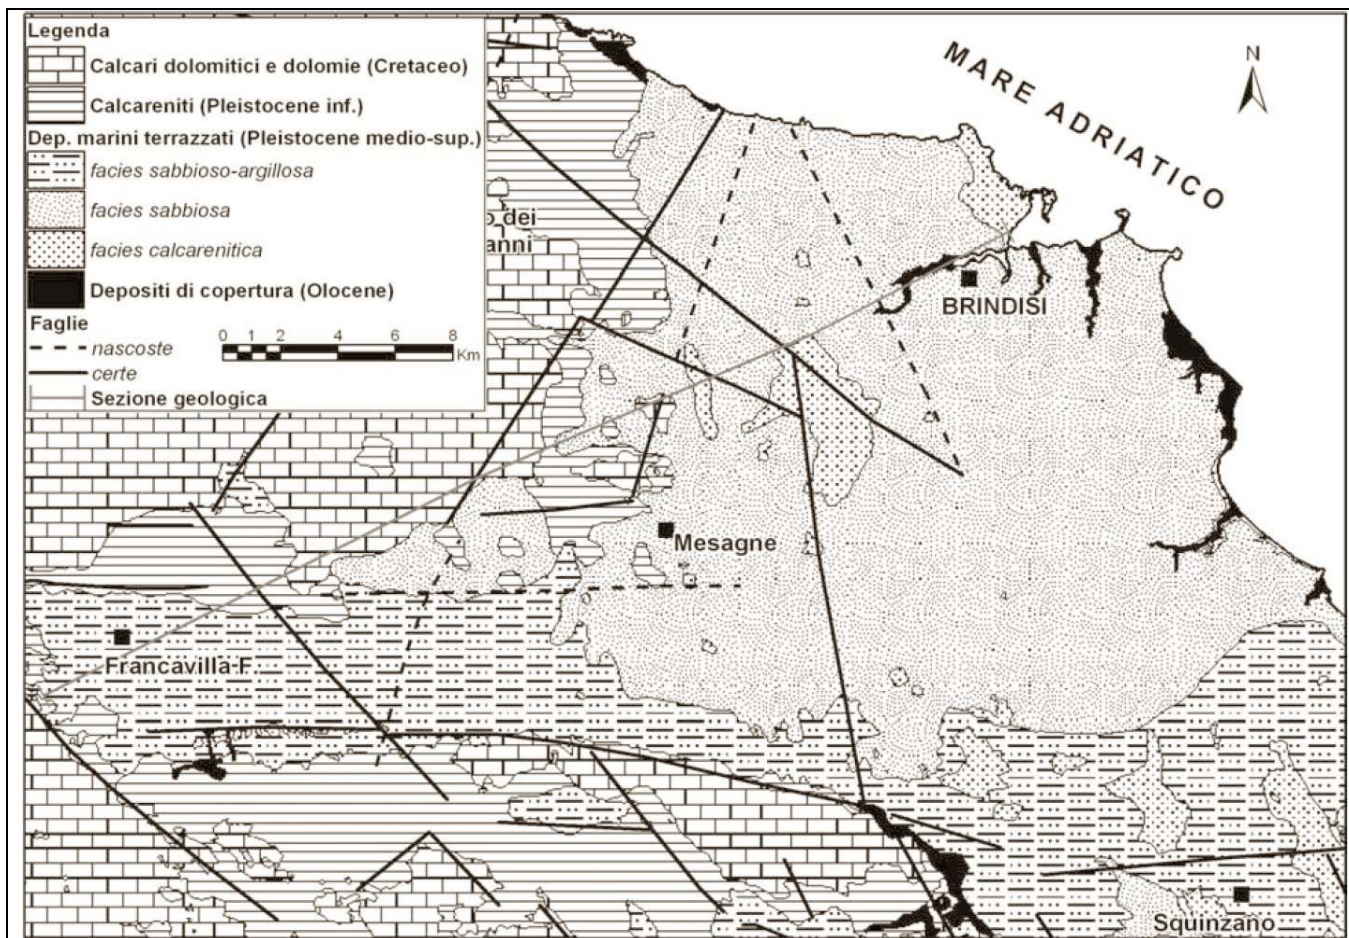 Legenda
Calcari dolomitici e dolomie (Cretaceo)
Calcareniti (Pleistocene inf.)
Dep. marini terrazzati (Pleistocene medio-sup.)
facies sabbioso-argillosa
facies sabbiosa
facies calcarenitica
Depositi di copertura (Olocene)
Faglie
nascoste
certe
Sezione geologica
0 2 4 6 8
Km
o dei
anni
MARE ADRIATICO
N
BRINDISI
Mesagne
Francavilla F.
Squinzano